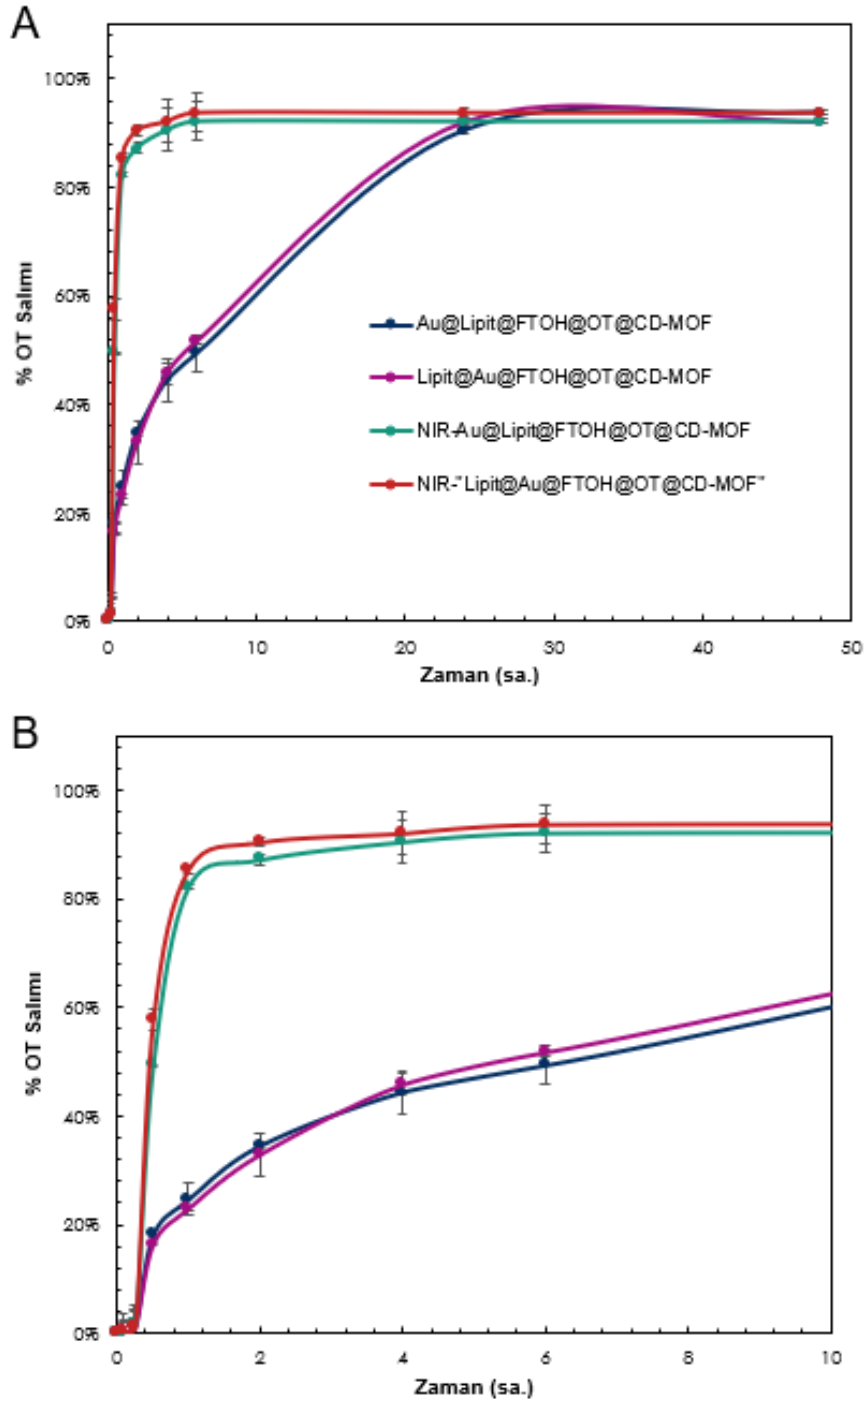 A
100%
80%
60%
40%
20%
0%
% OT Salımı
Au@Lipit@FTOH@OT@CD-MOF
Lipit@Au@FTOH@OT@CD-MOF
NIR-Au@Lipit@FTOH@OT@CD-MOF
NIR-"Lipit@Au@FTOH@OT@CD-MOF"
0 10 20 30 40 50
Zaman (sa.)
B
100%
80%
60%
40%
20%
0%
% OT Salımı
0 2 4 6 8 10
Zaman (sa.)